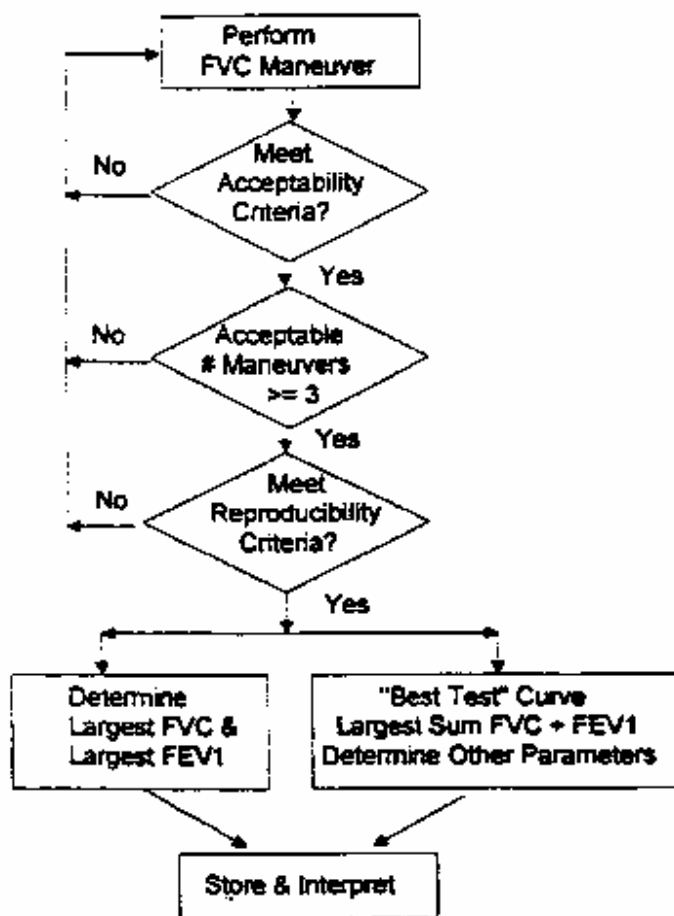 Perform
FVC Maneuver
No
Meet
Acceptability
Criteria?
Yes
No
Acceptable
# Maneuvers
>= 3
Yes
No
Meet
Reproducibility
Criteria?
Yes
Determine
Largest FVC &
Largest FEV1
"Best Test" Curve
Largest Sum FVC + FEV1
Determine Other Parameters
Store & Interpret